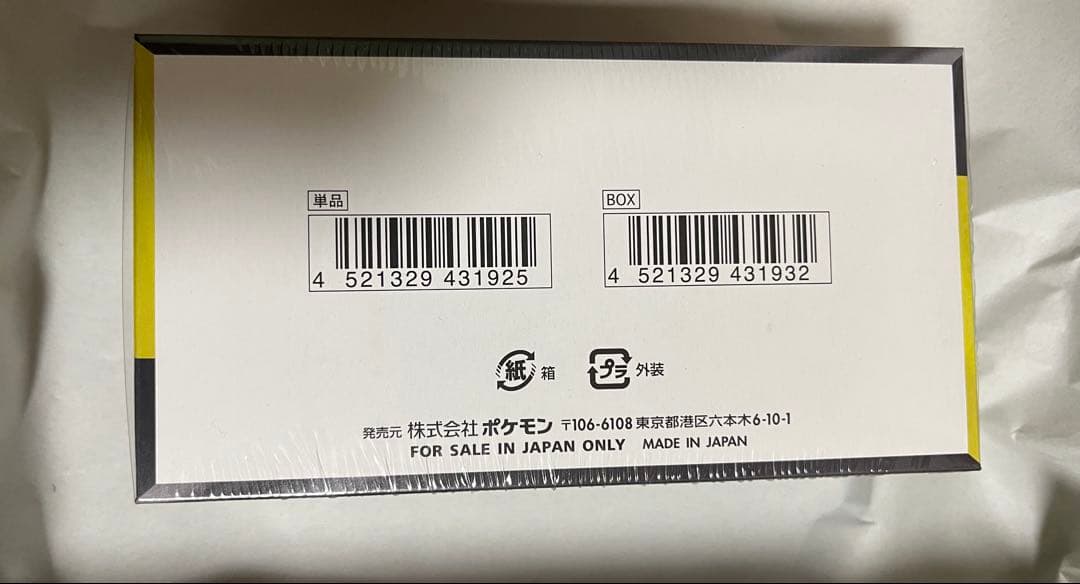 単品
4 521329 431925
BOX
4 521329 431932
紙 箱
プラ 外装
発売元 株式会社ポケモン 〒106-6108 東京都港区六本木6-10-1
FOR SALE IN JAPAN ONLY MADE IN JAPAN